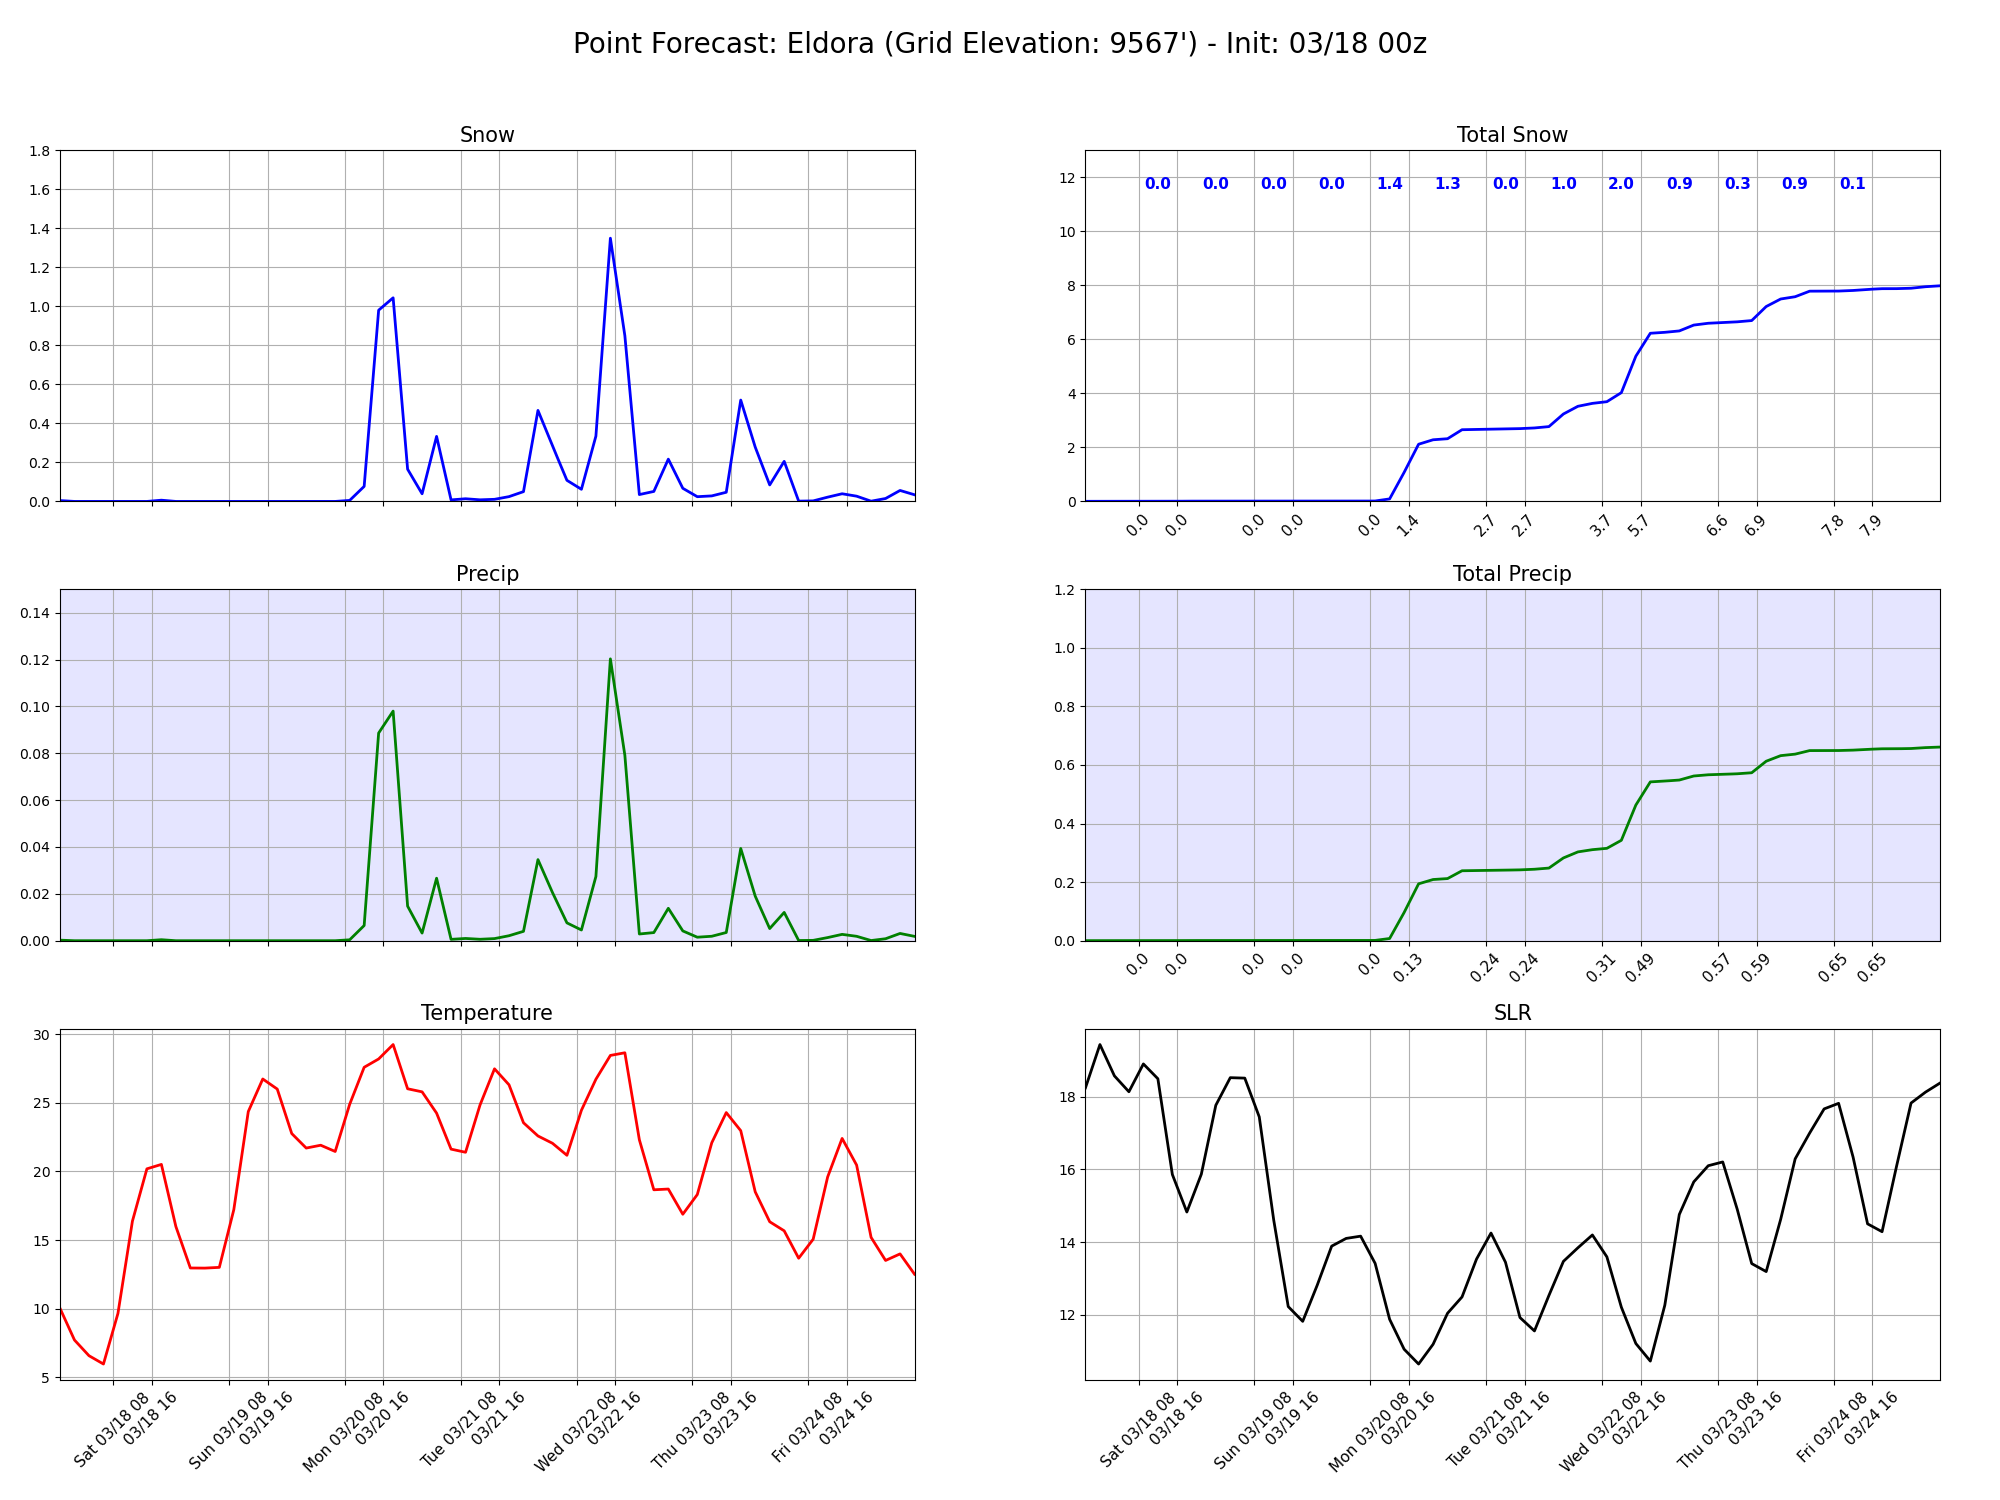 Point Forecast: Eldora (Grid Elevation: 9567') - Init: 03/18 00z
Snow
1.8
1.6
1.4
1.2
1.0
0.8
0.6
0.4
0.2
0.0
Total Snow
12
10
8
6
4
2
0
0.0 0.0 0.0 0.0 1.4 1.3 0.0 1.0 2.0 0.9 0.3 0.9 0.1
0.0 0.0 0.0 0.0 0.0 1.4 2.7 2.7 3.7 5.7 6.6 6.9 7.8 7.9
Precip
0.14
0.12
0.10
0.08
0.06
0.04
0.02
0.00
Total Precip
1.2
1.0
0.8
0.6
0.4
0.2
0.0
0.0 0.0 0.0 0.0 0.0 0.13 0.24 0.24 0.31 0.49 0.57 0.59 0.65 0.65
Temperature
30
25
20
15
10
5
Sat 03/18 08
03/18 16
Sun 03/19 08
03/19 16
Mon 03/20 08
03/20 16
Tue 03/21 08
03/21 16
Wed 03/22 08
03/22 16
Thu 03/23 08
03/23 16
Fri 03/24 08
03/24 16
SLR
18
16
14
12
Sat 03/18 08
03/18 16
Sun 03/19 08
03/19 16
Mon 03/20 08
03/20 16
Tue 03/21 08
03/21 16
Wed 03/22 08
03/22 16
Thu 03/23 08
03/23 16
Fri 03/24 08
03/24 16